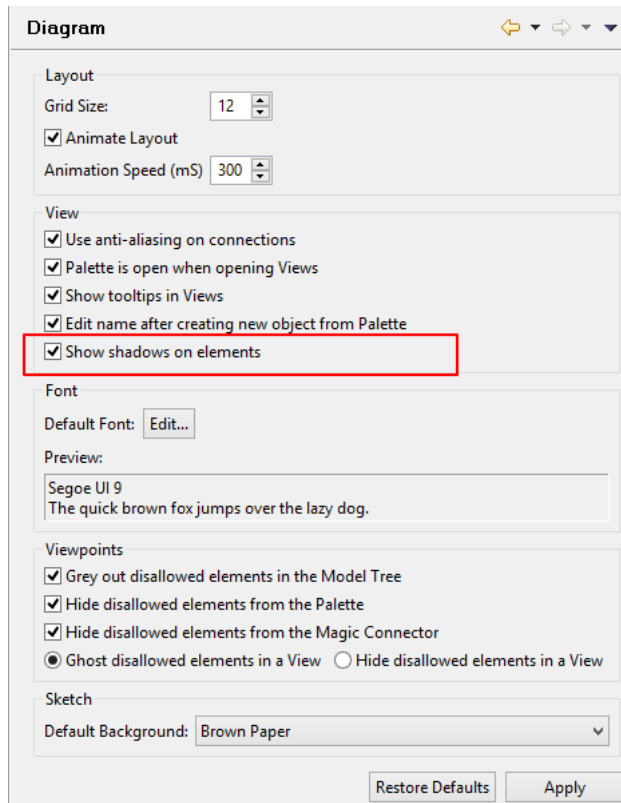 Diagram
Layout
Grid Size: 12
Animate Layout
Animation Speed (mS) 300
View
Use anti-aliasing on connections
Palette is open when opening Views
Show tooltips in Views
Edit name after creating new object from Palette
Show shadows on elements
Font
Default Font: Edit...
Preview:
Segoe UI 9
The quick brown fox jumps over the lazy dog.
Viewpoints
Grey out disallowed elements in the Model Tree
Hide disallowed elements from the Palette
Hide disallowed elements from the Magic Connector
Ghost disallowed elements in a View Hide disallowed elements in a View
Sketch
Default Background: Brown Paper
Restore Defaults Apply